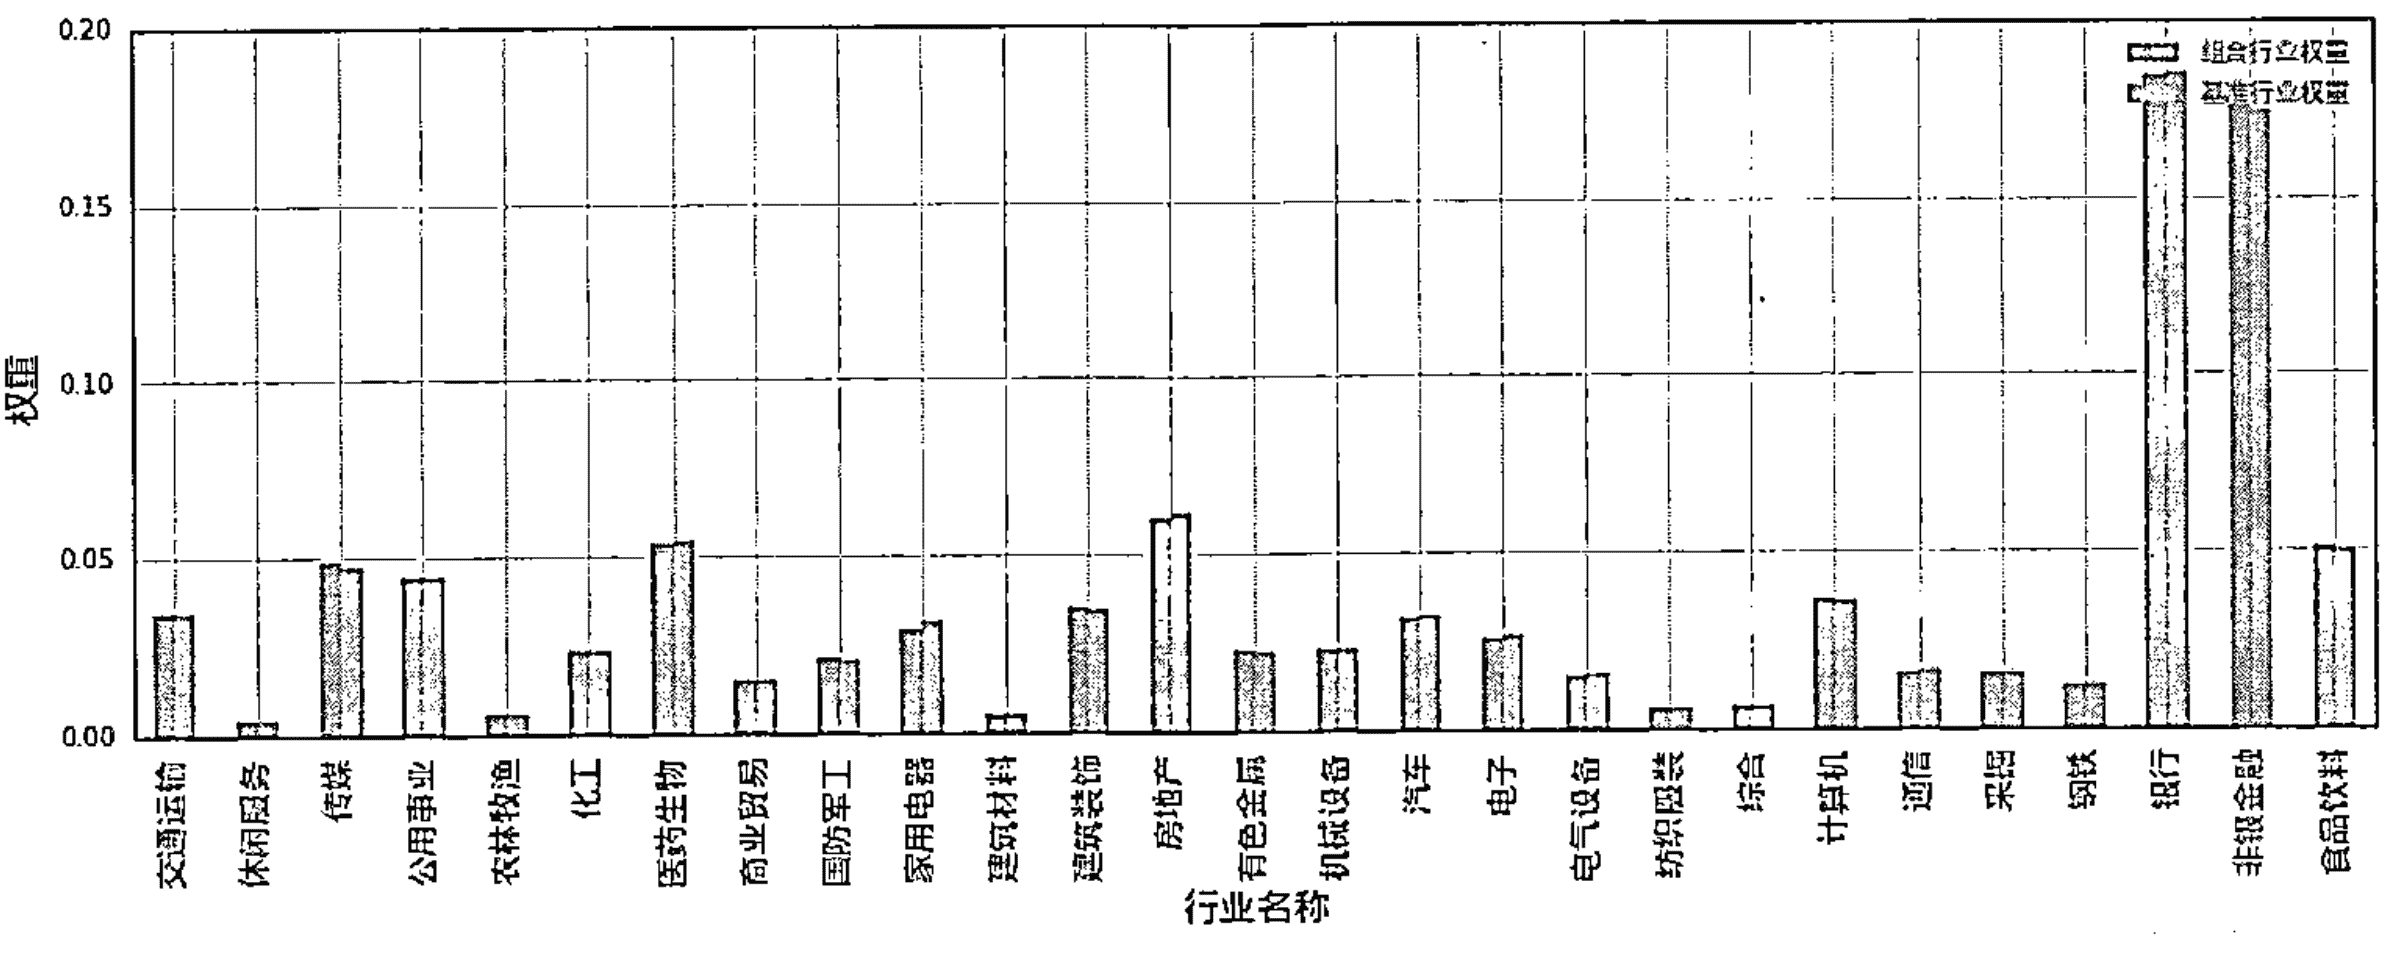 组合行业权重
基准行业权重
0.20
0.15
0.10
0.05
0.00
权重
交通运输
休闲服务
传媒
公用事业
农林牧渔
化工
医药生物
商业贸易
国防军工
家用电器
建筑材料
建筑装饰
房地产
有色金属
机械设备
汽车
电子
电气设备
纺织服装
综合
计算机
通信
采掘
钢铁
银行
非银金融
食品饮料
行业名称